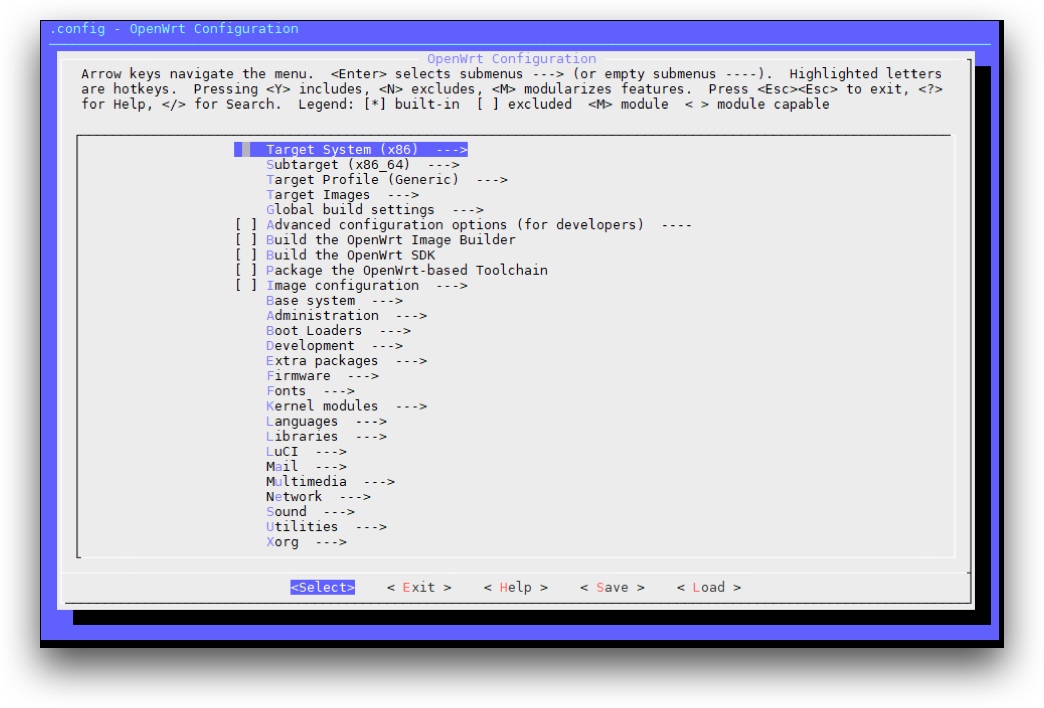 .config - OpenWrt Configuration
OpenWrt Configuration
Arrow keys navigate the menu.  <Enter> selects submenus ---> (or empty submenus ----).  Highlighted letters
are hotkeys.  Pressing <Y> includes, <N> excludes, <M> modularizes features.  Press <Esc><Esc> to exit, <?>
for Help, </> for Search.  Legend: [*] built-in  [ ] excluded  <M> module  < > module capable
Target System (x86)  --->
Subtarget (x86_64)  --->
Target Profile (Generic)  --->
Target Images  --->
Global build settings  --->
[ ] Advanced configuration options (for developers)  ----
[ ] Build the OpenWrt Image Builder
[ ] Build the OpenWrt SDK
[ ] Package the OpenWrt-based Toolchain
[ ] Image configuration  --->
Base system  --->
Administration  --->
Boot Loaders  --->
Development  --->
Extra packages  --->
Firmware  --->
Fonts  --->
Kernel modules  --->
Languages  --->
Libraries  --->
LuCI  --->
Mail  --->
Multimedia  --->
Network  --->
Sound  --->
Utilities  --->
Xorg  --->
<Select>    < Exit >    < Help >    < Save >    < Load >